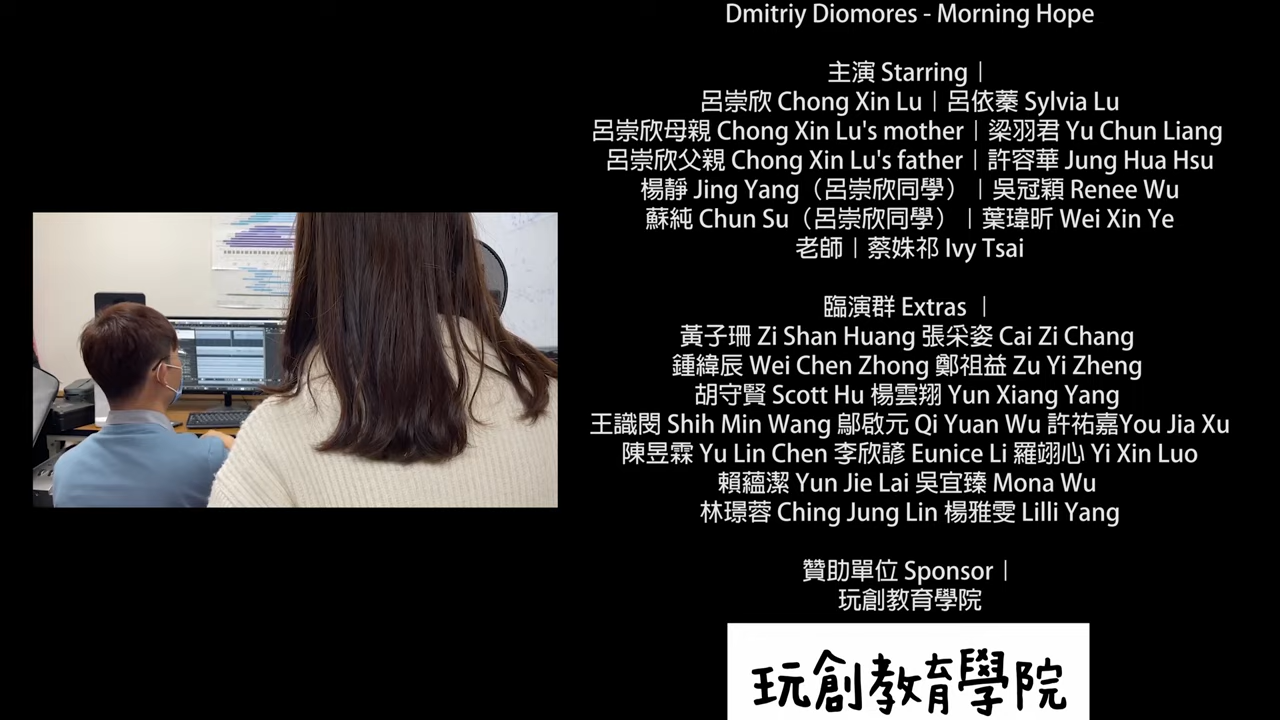 Dmitriy Diomores - Morning Hope
主演 Starring｜
呂崇欣 Chong Xin Lu｜呂依蓁 Sylvia Lu
呂崇欣母親 Chong Xin Lu's mother｜梁羽君 Yu Chun Liang
呂崇欣父親 Chong Xin Lu's father｜許容華 Jung Hua Hsu
楊靜 Jing Yang（呂崇欣同學）｜吳冠穎 Renee Wu
蘇純 Chun Su（呂崇欣同學）｜葉瑋昕 Wei Xin Ye
老師｜蔡姝祁 Ivy Tsai
臨演群 Extras ｜
黃子珊 Zi Shan Huang 張采姿 Cai Zi Chang
鍾緯辰 Wei Chen Zhong 鄭祖益 Zu Yi Zheng
胡守賢 Scott Hu 楊雲翔 Yun Xiang Yang
王識閔 Shih Min Wang 鄔啟元 Qi Yuan Wu 許祐嘉You Jia Xu
陳昱霖 Yu Lin Chen 李欣諺 Eunice Li 羅翊心 Yi Xin Luo
賴蘊潔 Yun Jie Lai 吳宜臻 Mona Wu
林璟蓉 Ching Jung Lin 楊雅雯 Lilli Yang
贊助單位 Sponsor｜
玩創教育學院
玩創教育學院